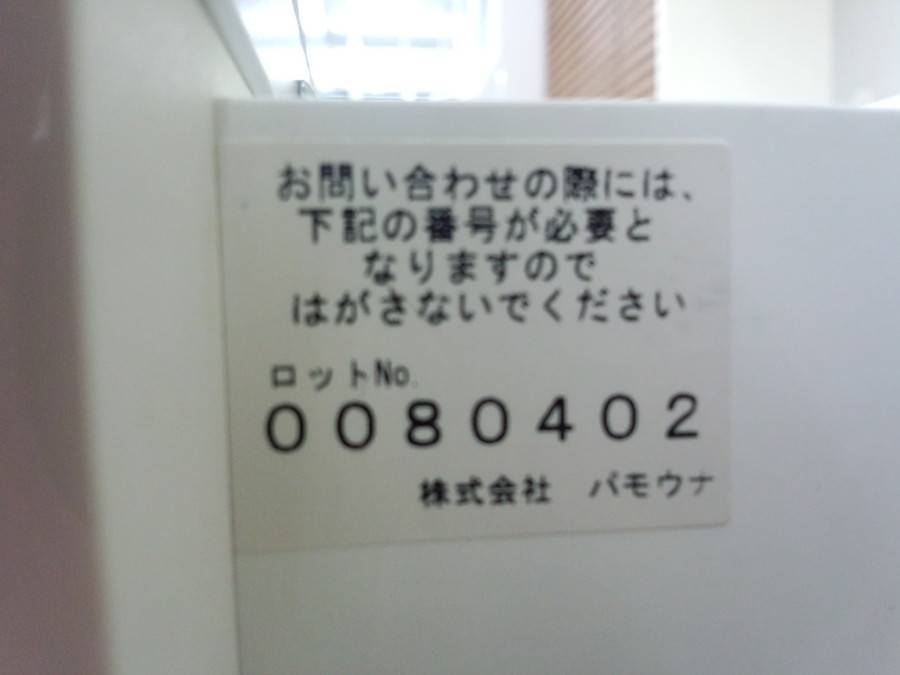 お問い合わせの際には、
下記の番号が必要と
なりますので
はがさないでください
ロットNo.
0080402
株式会社　パモウナ